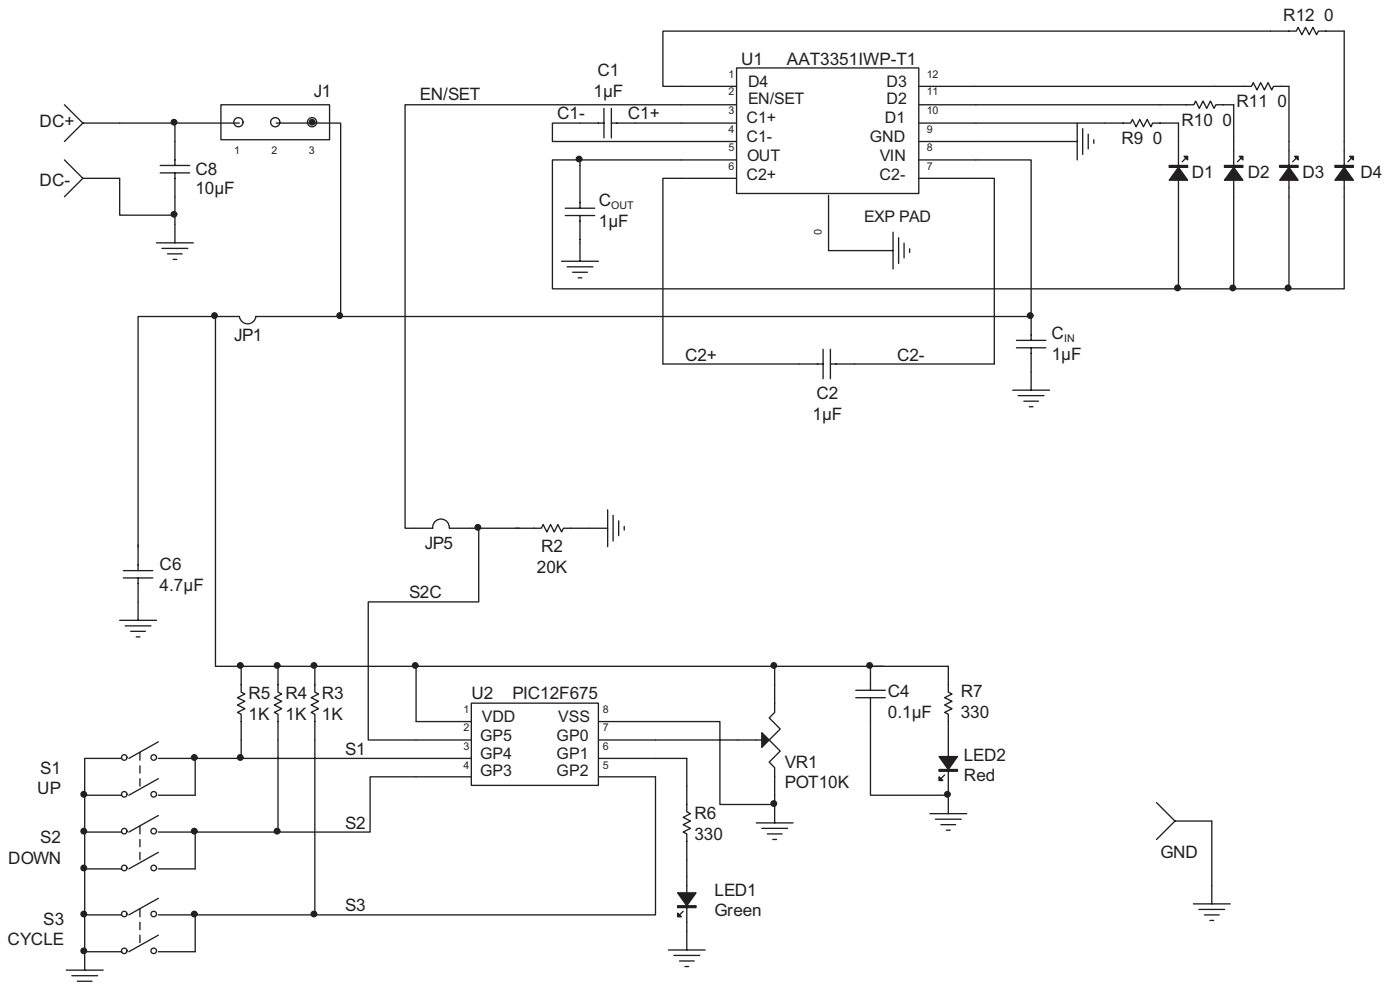 R12 0
U1 AAT3351IWP-T1
C1
1µF
J1
EN/SET
DC+
DC-
1 2 3
C8
10µF
C1- C1+
1 D4
2 EN/SET
3 C1+
4 C1-
5 OUT
6 C2+
D3 12
D2 11
D1 10
GND 9
VIN 8
C2- 7
R11 0
R10 0
R9 0
D1
D2
D3
D4
COUT
1µF
0
EXP PAD
JP1
CIN
1µF
C2+
C2-
C2
1µF
JP5
R2
20K
C6
4.7µF
S2C
R5
1K
R4
1K
R3
1K
U2 PIC12F675
1 VDD
2 GP5
3 GP4
4 GP3
VSS 8
GP0 7
GP1 6
GP2 5
C4
0.1µF
R7
330
VR1
POT10K
LED2
Red
S1
UP
S1
R6
330
S2
DOWN
S2
GND
LED1
Green
S3
CYCLE
S3